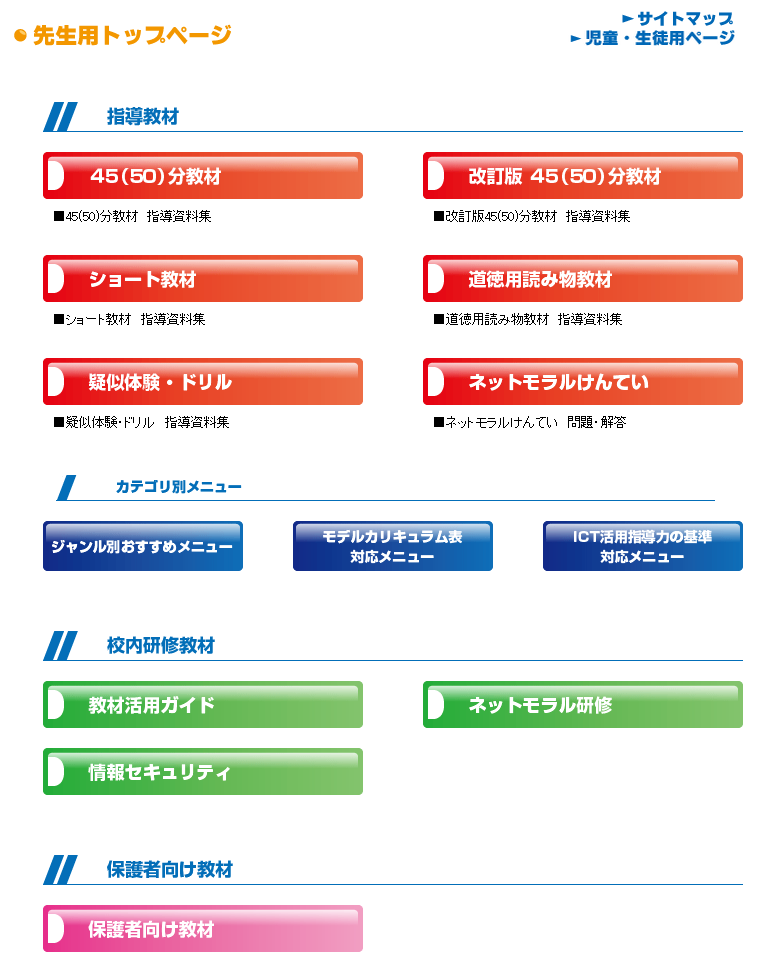 先生用トップページ
►サイトマップ
►児童・生徒用ページ
指導教材
45(50)分教材
改訂版 45(50)分教材
■45(50)分教材 指導資料集
■改訂版45(50)分教材 指導資料集
ショート教材
道徳用読み物教材
■ショート教材 指導資料集
■道徳用読み物教材 指導資料集
疑似体験・ドリル
ネットモラルけんてい
■疑似体験・ドリル 指導資料集
■ネットモラルけんてい 問題・解答
カテゴリ別メニュー
ジャンル別おすすめメニュー
モデルカリキュラム表
対応メニュー
ICT活用指導力の基準
対応メニュー
校内研修教材
教材活用ガイド
ネットモラル研修
情報セキュリティ
保護者向け教材
保護者向け教材